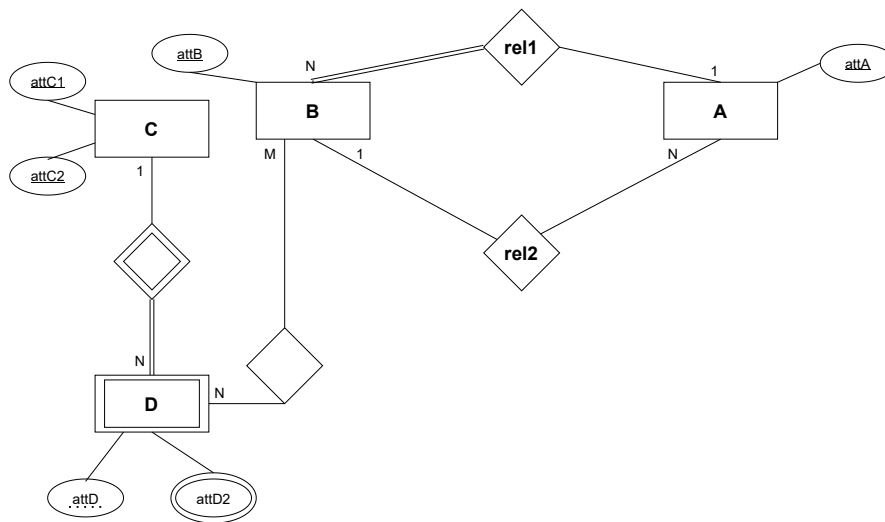 rel1
attB
N
attC1
1
attA
B
A
C
attC2
M
1
N
1
rel2
N
N
D
attD
attD2